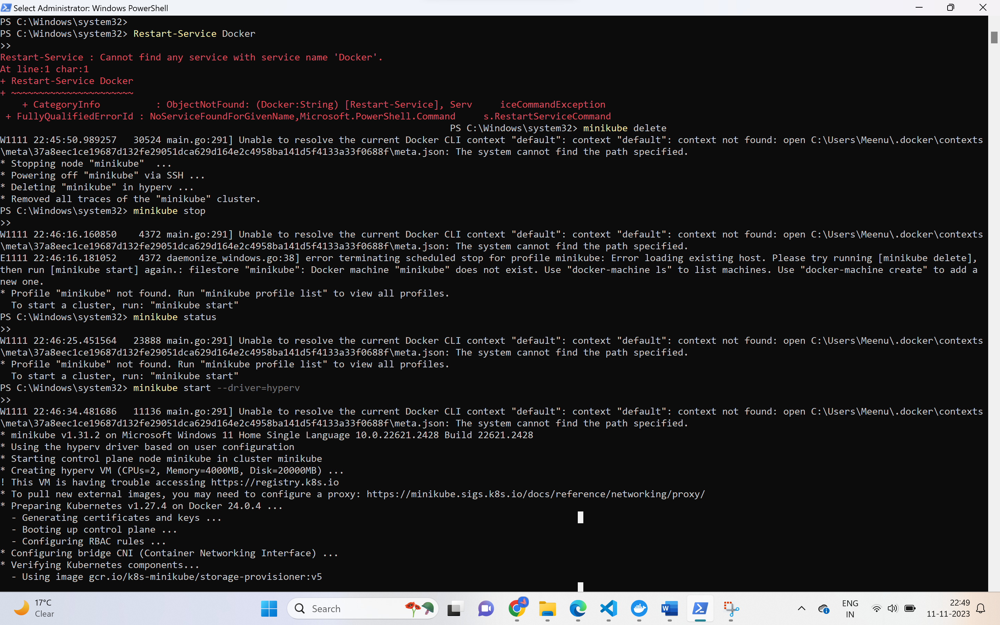 Select Administrator: Windows PowerShell
PS C:\Windows\system32>
PS C:\Windows\system32> Restart-Service Docker
>>
Restart-Service : Cannot find any service with service name 'Docker'.
At line:1 char:1
+ Restart-Service Docker
+ ~~~~~~~~~~~~~~~~~~~~~~
    + CategoryInfo          : ObjectNotFound: (Docker:String) [Restart-Service], Serv     iceCommandException
 + FullyQualifiedErrorId : NoServiceFoundForGivenName,Microsoft.PowerShell.Command     s.RestartServiceCommand
PS C:\Windows\system32> minikube delete
W1111 22:45:50.989257   30524 main.go:291] Unable to resolve the current Docker CLI context "default": context "default": context not found: open C:\Users\Meenu\.docker\contexts
\meta\37a8eec1ce19687d132fe29051dca629d164e2c4958ba141d5f4133a33f0688f\meta.json: The system cannot find the path specified.
* Stopping node "minikube"  ...
* Powering off "minikube" via SSH ...
* Deleting "minikube" in hyperv ...
* Removed all traces of the "minikube" cluster.
PS C:\Windows\system32> minikube stop
>>
W1111 22:46:16.160850    4372 main.go:291] Unable to resolve the current Docker CLI context "default": context "default": context not found: open C:\Users\Meenu\.docker\contexts
\meta\37a8eec1ce19687d132fe29051dca629d164e2c4958ba141d5f4133a33f0688f\meta.json: The system cannot find the path specified.
E1111 22:46:16.181052    4372 daemonize_windows.go:38] error terminating scheduled stop for profile minikube: Error loading existing host. Please try running [minikube delete],
then run [minikube start] again.: filestore "minikube": Docker machine "minikube" does not exist. Use "docker-machine ls" to list machines. Use "docker-machine create" to add a
new one.
* Profile "minikube" not found. Run "minikube profile list" to view all profiles.
  To start a cluster, run: "minikube start"
PS C:\Windows\system32> minikube status
>>
W1111 22:46:25.451564   23888 main.go:291] Unable to resolve the current Docker CLI context "default": context "default": context not found: open C:\Users\Meenu\.docker\contexts
\meta\37a8eec1ce19687d132fe29051dca629d164e2c4958ba141d5f4133a33f0688f\meta.json: The system cannot find the path specified.
* Profile "minikube" not found. Run "minikube profile list" to view all profiles.
  To start a cluster, run: "minikube start"
PS C:\Windows\system32> minikube start --driver=hyperv
>>
W1111 22:46:34.481686   11136 main.go:291] Unable to resolve the current Docker CLI context "default": context "default": context not found: open C:\Users\Meenu\.docker\contexts
\meta\37a8eec1ce19687d132fe29051dca629d164e2c4958ba141d5f4133a33f0688f\meta.json: The system cannot find the path specified.
* minikube v1.31.2 on Microsoft Windows 11 Home Single Language 10.0.22621.2428 Build 22621.2428
* Using the hyperv driver based on user configuration
* Starting control plane node minikube in cluster minikube
* Creating hyperv VM (CPUs=2, Memory=4000MB, Disk=20000MB) ...
! This VM is having trouble accessing https://registry.k8s.io
* To pull new external images, you may need to configure a proxy: https://minikube.sigs.k8s.io/docs/reference/networking/proxy/
* Preparing Kubernetes v1.27.4 on Docker 24.0.4 ...
  - Generating certificates and keys ...
  - Booting up control plane ...
  - Configuring RBAC rules ...
* Configuring bridge CNI (Container Networking Interface) ...
* Verifying Kubernetes components...
  - Using image gcr.io/k8s-minikube/storage-provisioner:v5
17°C
Clear
Search
W
ENG
IN
22:49
11-11-2023